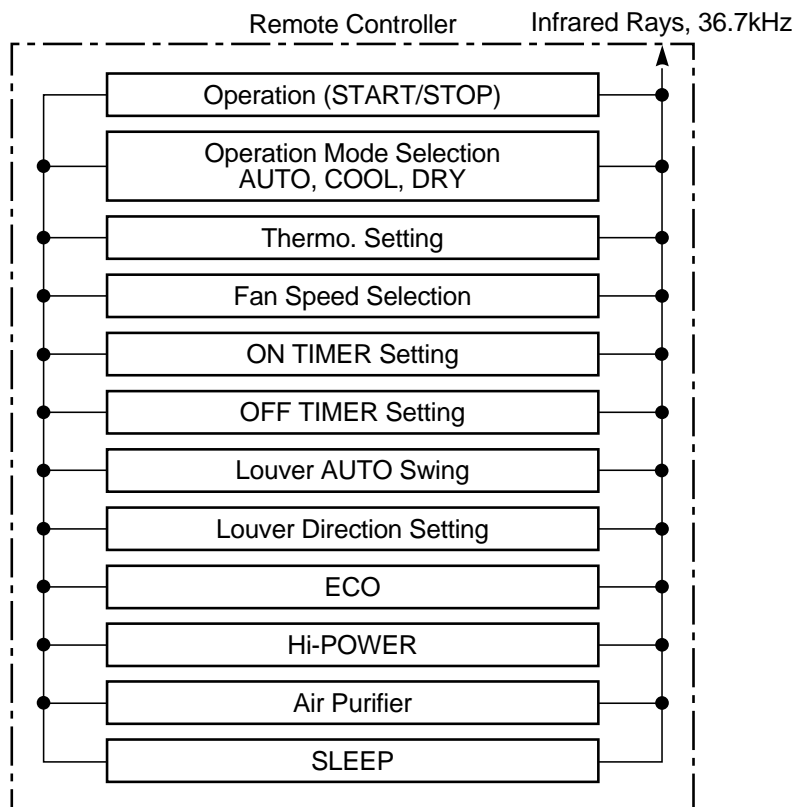 Remote Controller
Infrared Rays, 36.7kHz
Operation (START/STOP)
Operation Mode Selection
AUTO, COOL, DRY
Thermo. Setting
Fan Speed Selection
ON TIMER Setting
OFF TIMER Setting
Louver AUTO Swing
Louver Direction Setting
ECO
Hi-POWER
Air Purifier
SLEEP